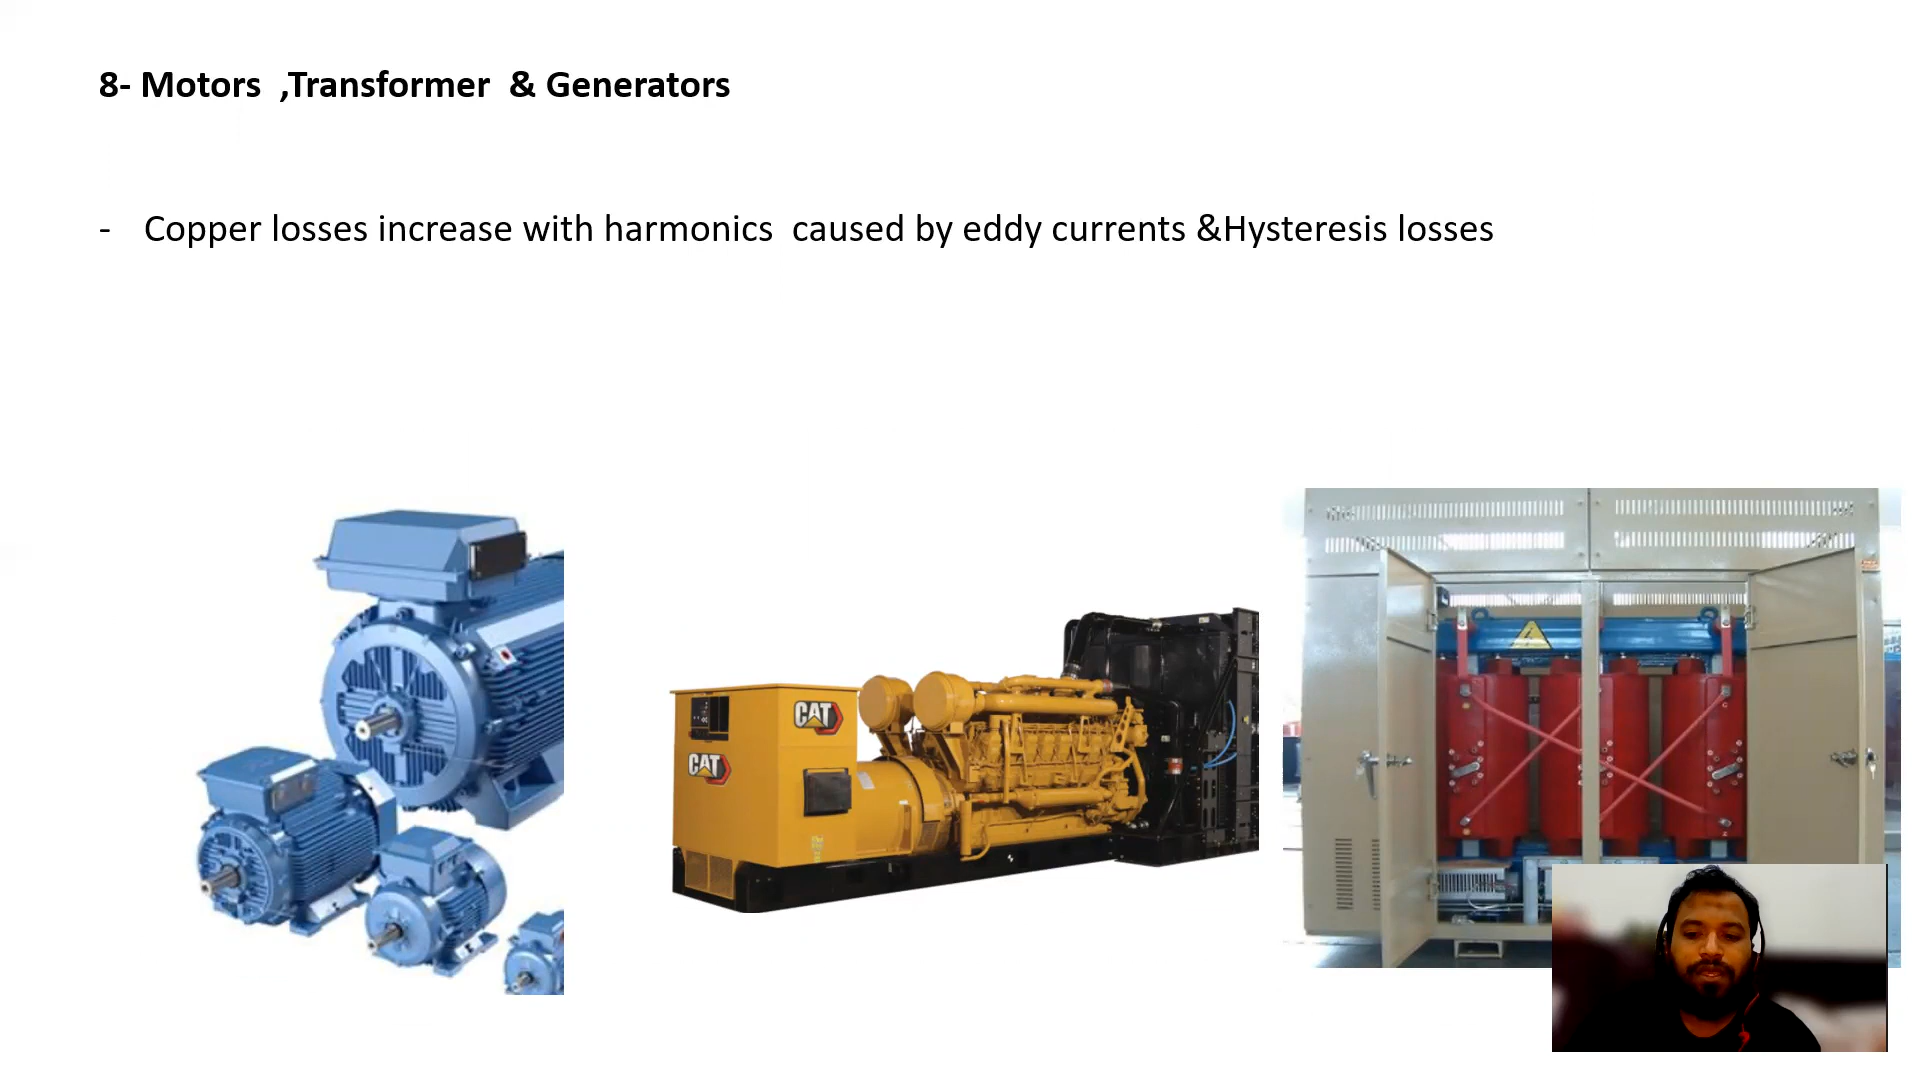 8- Motors ,Transformer & Generators
- Copper losses increase with harmonics caused by eddy currents &Hysteresis losses
CAT
CAT